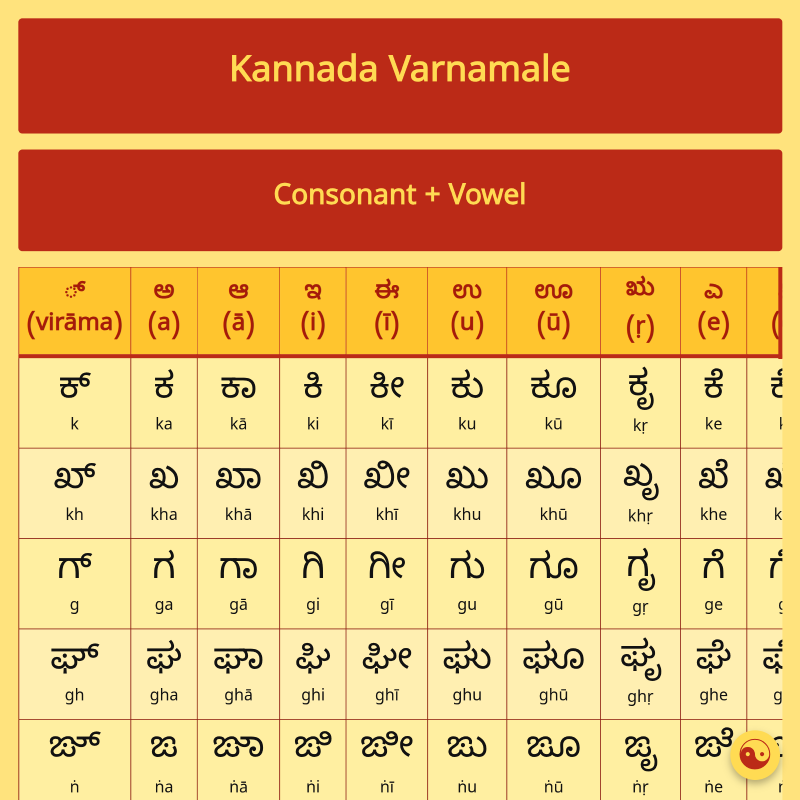 Kannada Varnamale
Consonant + Vowel
್ ಅ ಆ ಇ ಈ ಉ ಊ ಋ ಎ
(virāma) (a) (ā) (i) (ī) (u) (ū) (ṛ) (e)
ಕ್ ಕ ಕಾ ಕಿ ಕೀ ಕು ಕೂ ಕೃ ಕೆ
k ka kā ki kī ku kū kṛ ke
ಖ್ ಖ ಖಾ ಖಿ ಖೀ ಖು ಖೂ ಖೃ ಖೆ
kh kha khā khi khī khu khū khṛ khe
ಗ್ ಗ ಗಾ ಗಿ ಗೀ ಗು ಗೂ ಗೃ ಗೆ
g ga gā gi gī gu gū gṛ ge
ಘ್ ಘ ಘಾ ಘಿ ಘೀ ಘು ಘೂ ಘೃ ಘೆ
gh gha ghā ghi ghī ghu ghū ghṛ ghe
ಙ್ ಙ ಙಾ ಙಿ ಙೀ ಙು ಙೂ ಙೃ ಙೆ
ṅ ṅa ṅā ṅi ṅī ṅu ṅū ṅṛ ṅe